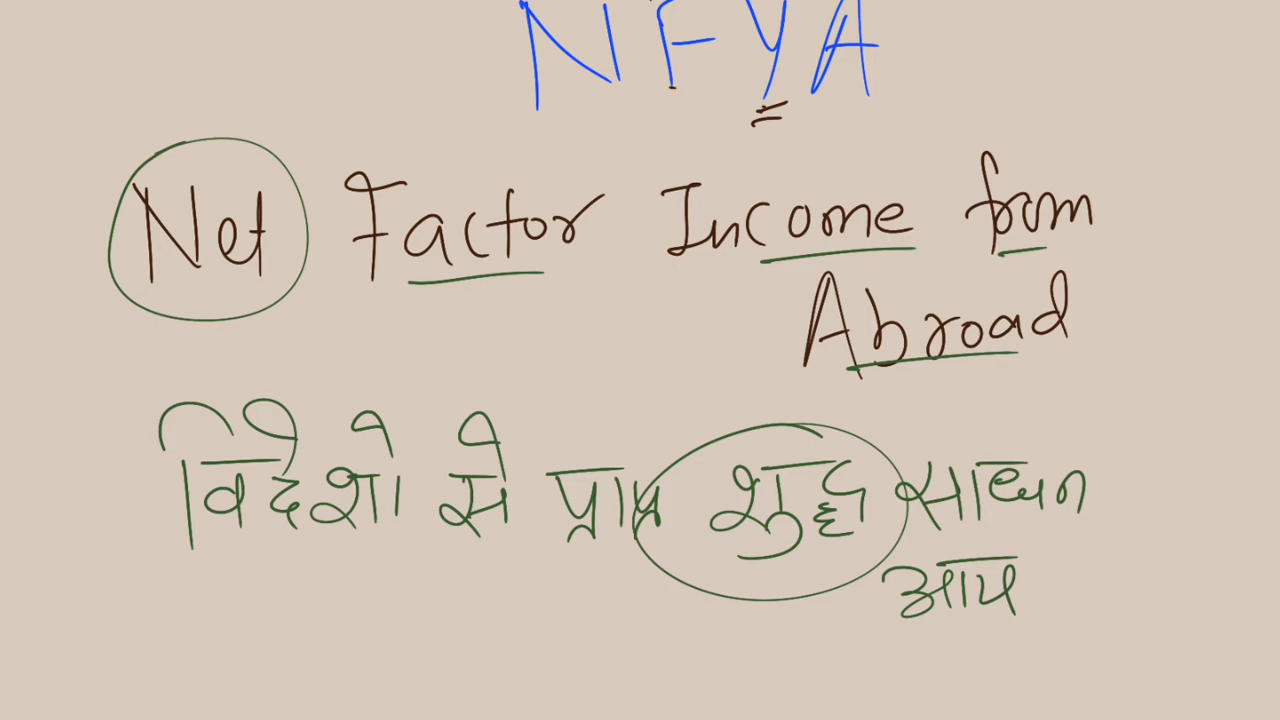 NFYA
Net Factor Income from
Abroad
विदेशो से प्राप्त शुद्ध साधन
आय